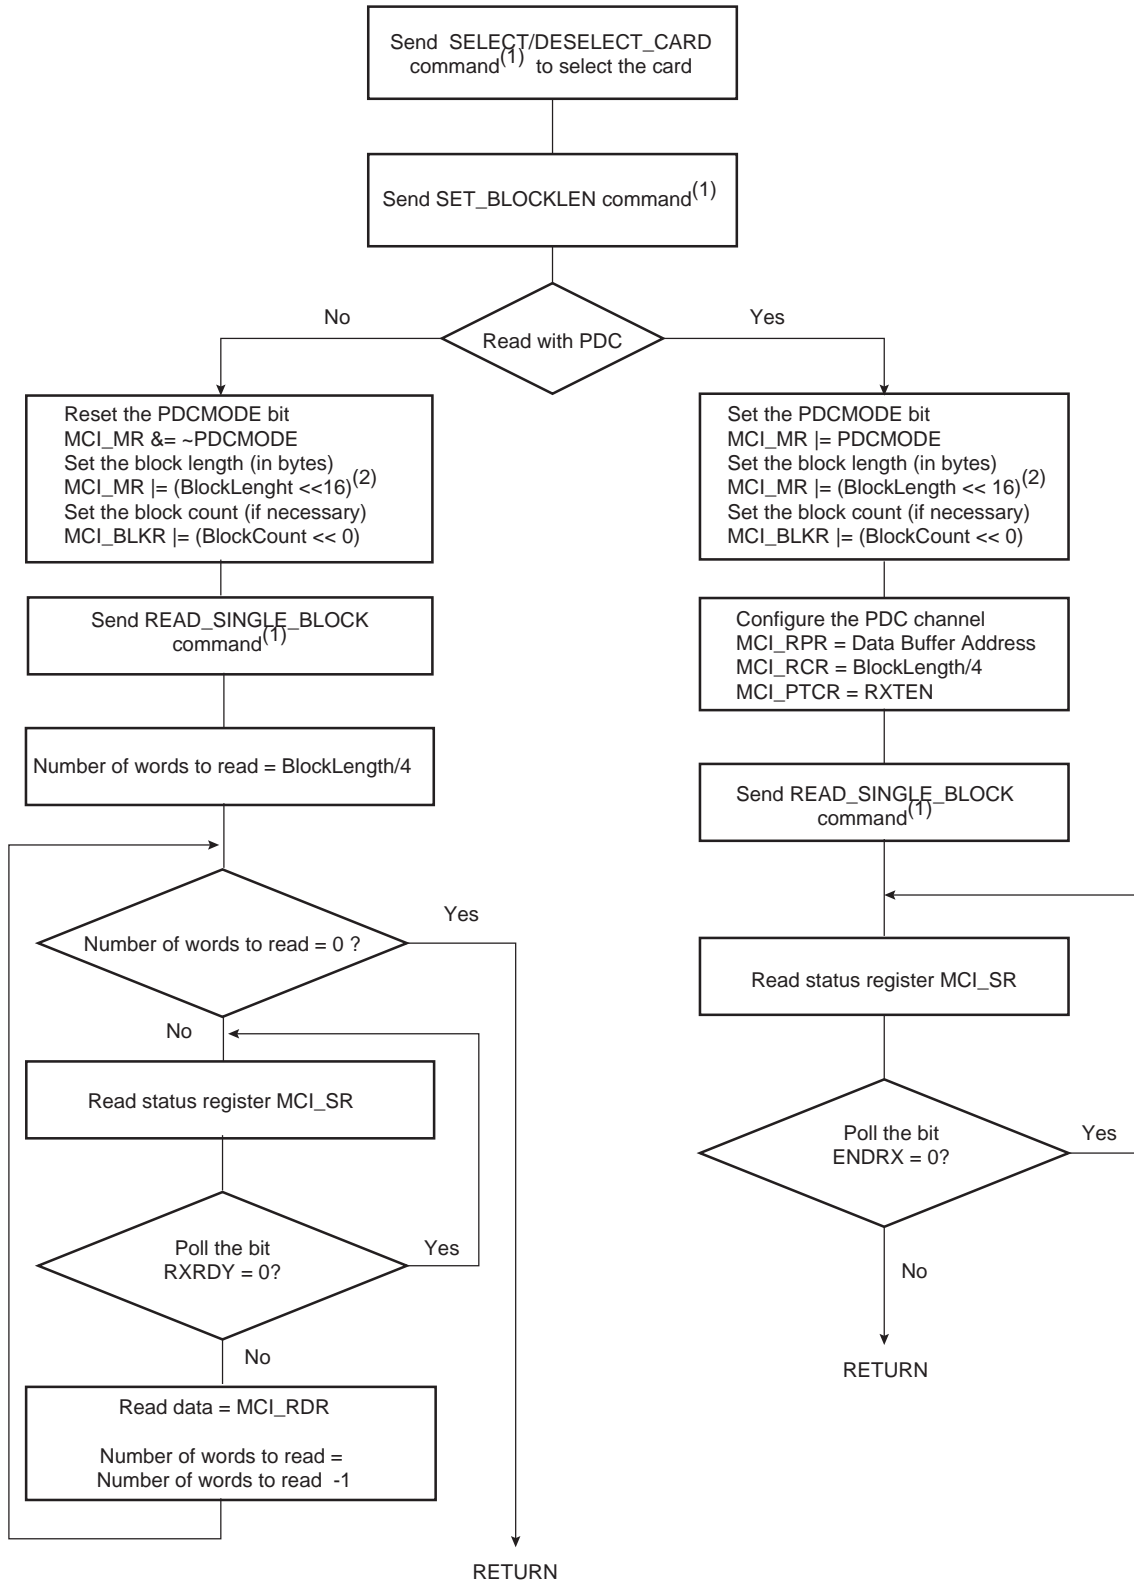 Send SELECT/DESELECT_CARD
command(1) to select the card
Send SET_BLOCKLEN command(1)
No
Yes
Read with PDC
Reset the PDCMODE bit
MCI_MR &= ~PDCMODE
Set the block length (in bytes)
MCI_MR |= (BlockLenght <<16)(2)
Set the block count (if necessary)
MCI_BLKR |= (BlockCount << 0)
Send READ_SINGLE_BLOCK
command(1)
Number of words to read = BlockLength/4
Number of words to read = 0 ?
Yes
No
Read status register MCI_SR
Poll the bit
RXRDY = 0?
Yes
No
Read data = MCI_RDR
Number of words to read =
Number of words to read -1
RETURN
Set the PDCMODE bit
MCI_MR |= PDCMODE
Set the block length (in bytes)
MCI_MR |= (BlockLength << 16)(2)
Set the block count (if necessary)
MCI_BLKR |= (BlockCount << 0)
Configure the PDC channel
MCI_RPR = Data Buffer Address
MCI_RCR = BlockLength/4
MCI_PTCR = RXTEN
Send READ_SINGLE_BLOCK
command(1)
Read status register MCI_SR
Poll the bit
ENDRX = 0?
Yes
No
RETURN